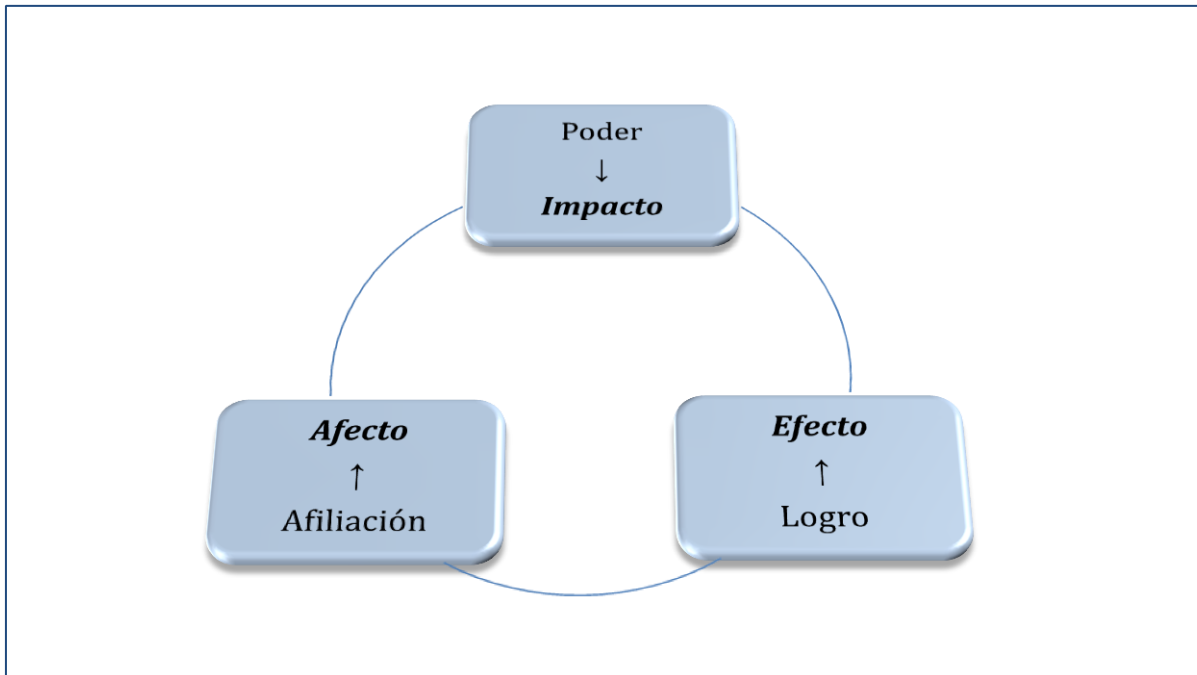 Poder
↓
Impacto
Afecto
↑
Afiliación
Efecto
↑
Logro